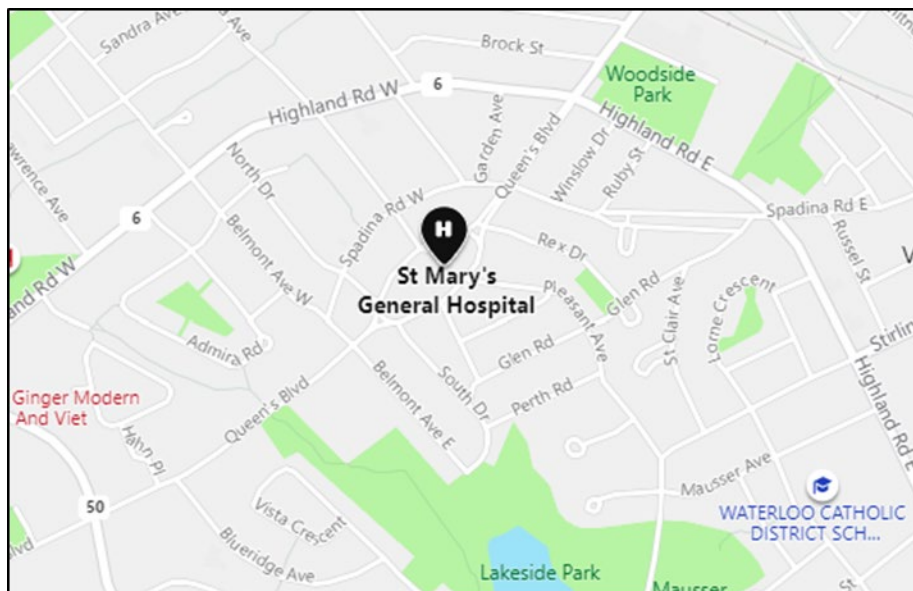 Sandra Ave
Ave
Brock St
Woodside
Park
6
Highland Rd W
Garden Ave
Queen's Blvd
Winslow Dr
Ruby St
Highland Rd E
North Dr
Spadina Rd W
Spadina Rd E
Russel St
6
Belmont Ave W
H
St Mary's
General Hospital
Rex Dr
Pleasant Ave
Glen Rd
St Clair Ave
Lorne Crescent
Rd W
Admira Rd
Glen Rd
Ginger Modern
And Viet
Queen's Blvd
Belmont Ave E
South Dr
Perth Rd
Highland Rd E
Hahn Pl
50
Vista Crescent
Blueridge Ave
Mausser Ave
WATERLOO CATHOLIC
DISTRICT SCH...
Lakeside Park
Mausser
St